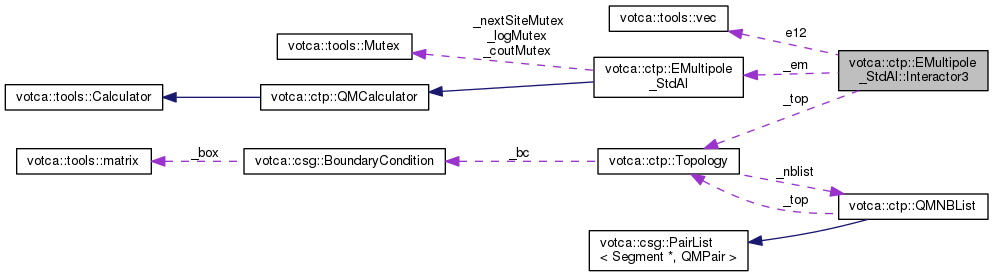 _nextSiteMutex
_logMutex
_coutMutex
votca::tools::vec
e12
votca::tools::Mutex
votca::ctp::EMultipole
_StdAl::Interactor3
votca::ctp::EMultipole
_StdAl
_em
votca::tools::Calculator
votca::ctp::QMCalculator
_top
votca::tools::matrix
_box
votca::csg::BoundaryCondition
_bc
votca::ctp::Topology
_nblist
_top
votca::ctp::QMNBList
votca::csg::PairList
< Segment *, QMPair >